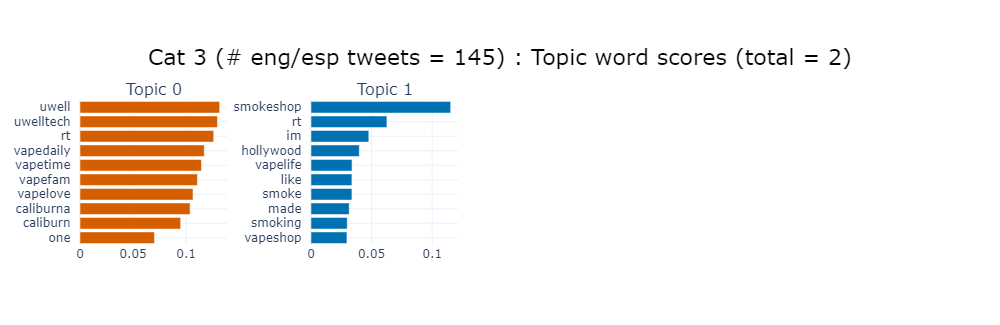 Cat 3 (# eng/esp tweets = 145) : Topic word scores (total = 2)
Topic 0
uwell
uwelltech
rt
vapedaily
vapetime
vapefam
vapelove
caliburna
caliburn
one
0 0.05 0.1
Topic 1
smokeshop
rt
im
hollywood
vapelife
like
smoke
made
smoking
vapeshop
0 0.05 0.1